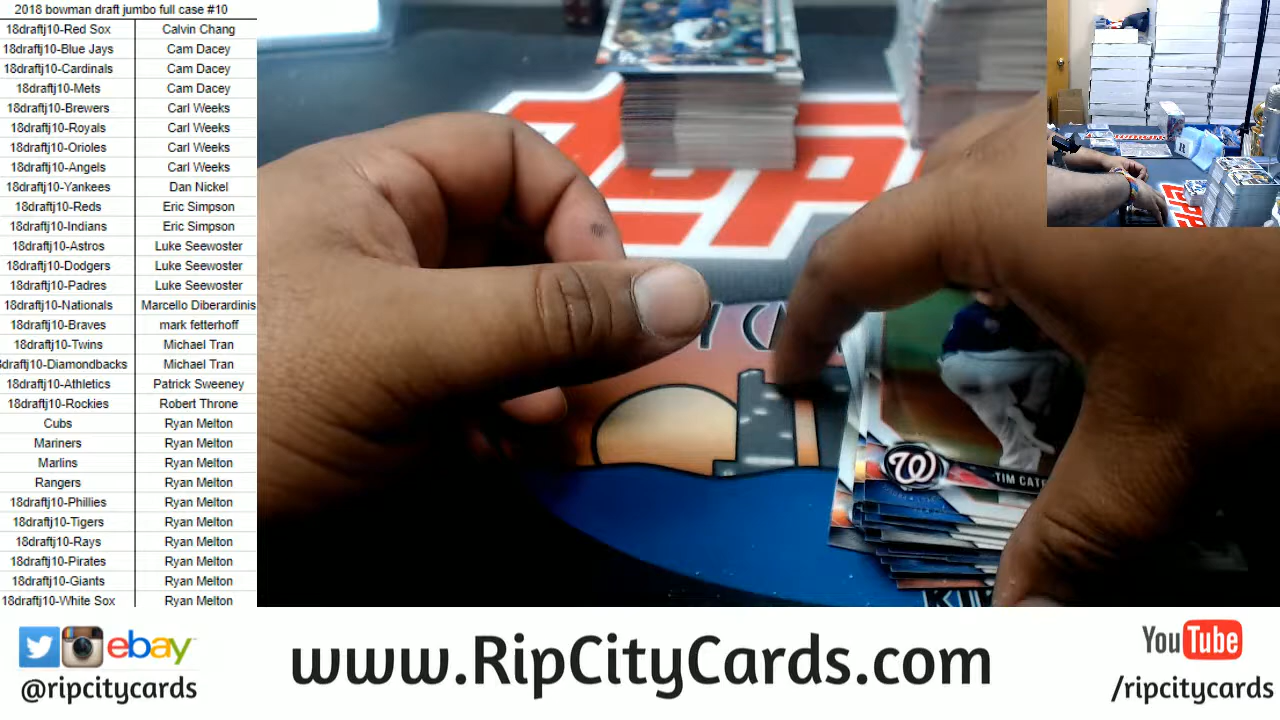 2018 bowman draft jumbo full case #10
18draftj10-Red Sox Calvin Chang
18draftj10-Blue Jays Cam Dacey
18draftj10-Cardinals Cam Dacey
18draftj10-Mets Cam Dacey
18draftj10-Brewers Carl Weeks
18draftj10-Royals Carl Weeks
18draftj10-Orioles Carl Weeks
18draftj10-Angels Carl Weeks
18draftj10-Yankees Dan Nickel
18draftj10-Reds Eric Simpson
18draftj10-Indians Eric Simpson
18draftj10-Astros Luke Seewoster
18draftj10-Dodgers Luke Seewoster
18draftj10-Padres Luke Seewoster
18draftj10-Nationals Marcello Diberardinis
18draftj10-Braves mark fetterhoff
18draftj10-Twins Michael Tran
8draftj10-Diamondbacks Michael Tran
18draftj10-Athletics Patrick Sweeney
18draftj10-Rockies Robert Throne
Cubs Ryan Melton
Mariners Ryan Melton
Marlins Ryan Melton
Rangers Ryan Melton
18draftj10-Phillies Ryan Melton
18draftj10-Tigers Ryan Melton
18draftj10-Rays Ryan Melton
18draftj10-Pirates Ryan Melton
18draftj10-Giants Ryan Melton
18draftj10-White Sox Ryan Melton
W
TIM CATE
ebay
@ripcitycards
www.RipCityCards.com
YouTube
/ripcitycards